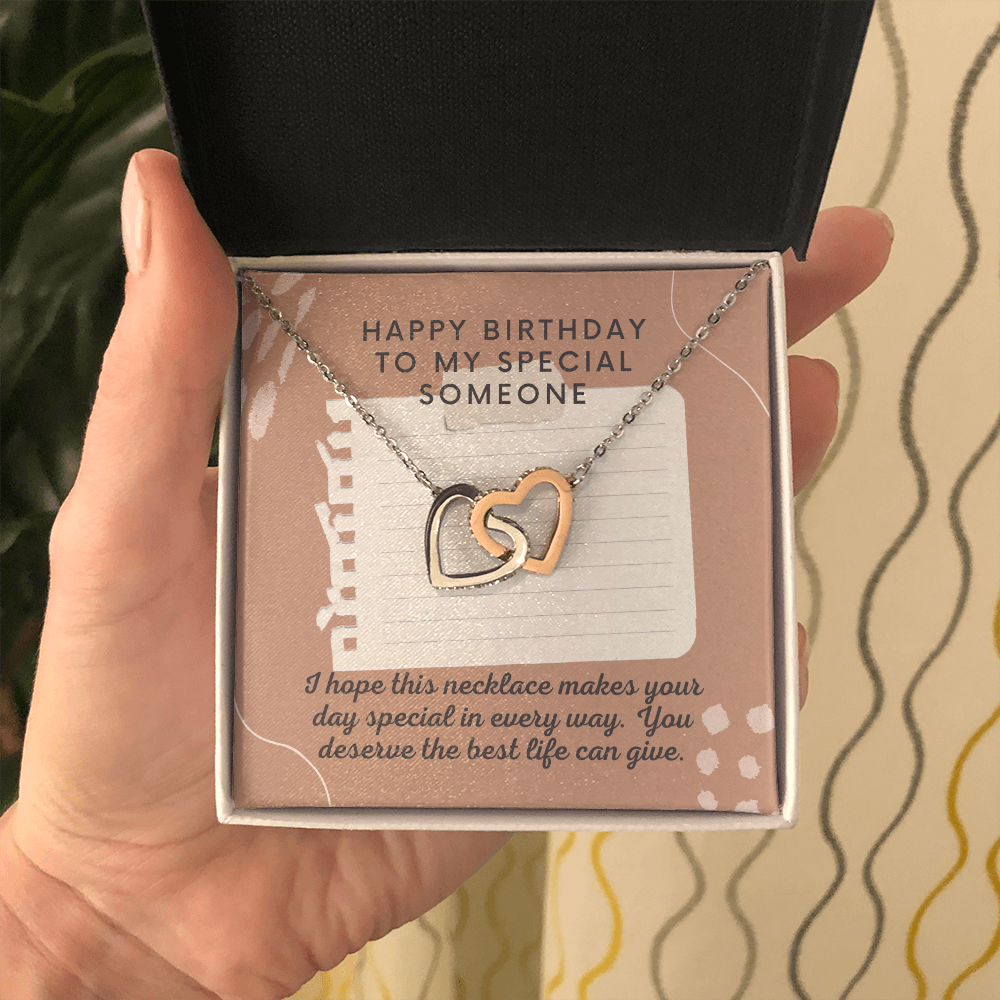 HAPPY BIRTHDAY
TO MY SPECIAL
SOMEONE
I hope this necklace makes your
day special in every way. You
deserve the best life can give.